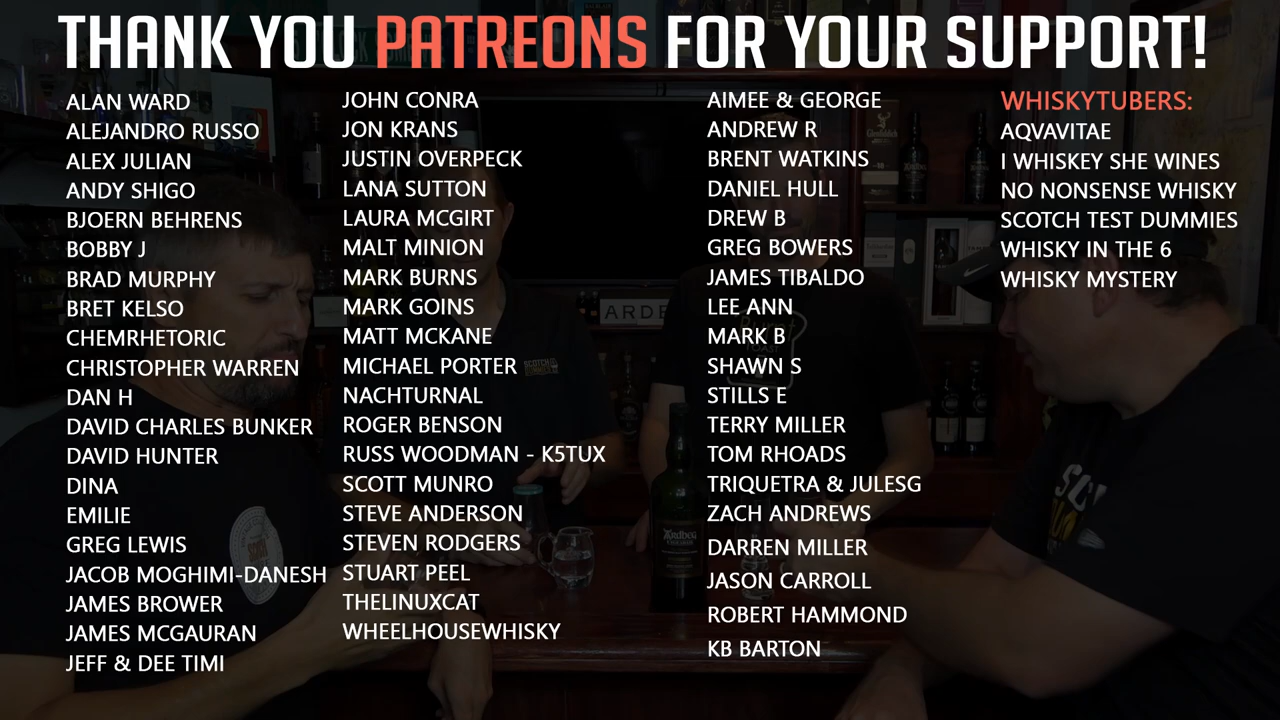 THANK YOU PATREONS FOR YOUR SUPPORT!
ALAN WARD
ALEJANDRO RUSSO
ALEX JULIAN
ANDY SHIGO
BJOERN BEHRENS
BOBBY J
BRAD MURPHY
BRET KELSO
CHEMRHETORIC
CHRISTOPHER WARREN
DAN H
DAVID CHARLES BUNKER
DAVID HUNTER
DINA
EMILIE
GREG LEWIS
JACOB MOGHIMI-DANESH
JAMES BROWER
JAMES MCGAURAN
JEFF & DEE TIMI
JOHN CONRA
JON KRANS
JUSTIN OVERPECK
LANA SUTTON
LAURA MCGIRT
MALT MINION
MARK BURNS
MARK GOINS
MATT MCKANE
MICHAEL PORTER
NACHTURNAL
ROGER BENSON
RUSS WOODMAN - K5TUX
SCOTT MUNRO
STEVE ANDERSON
STEVEN RODGERS
STUART PEEL
THELINUXCAT
WHEELHOUSEWHISKY
AIMEE & GEORGE
ANDREW R
BRENT WATKINS
DANIEL HULL
DREW B
GREG BOWERS
JAMES TIBALDO
LEE ANN
MARK B
SHAWN S
STILLS E
TERRY MILLER
TOM RHOADS
TRIQUETRA & JULESG
ZACH ANDREWS
DARREN MILLER
JASON CARROLL
ROBERT HAMMOND
KB BARTON
WHISKYTUBERS:
AQVAVITAE
I WHISKEY SHE WINES
NO NONSENSE WHISKY
SCOTCH TEST DUMMIES
WHISKY IN THE 6
WHISKY MYSTERY
Ardbeg